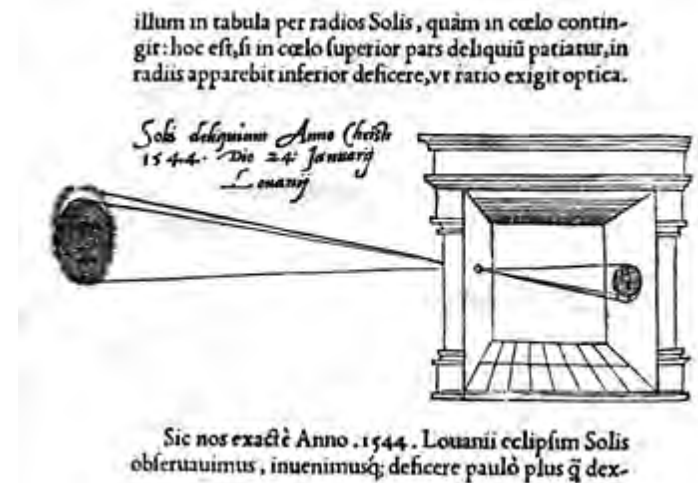 illum in tabula per radios Solis, quàm in cœlo contin-
git: hoc eſt, ſi in cœlo ſuperior pars deliquiũ patiatur, in
radiis apparebit inferior deficere, vt ratio exigit optica.
Solis deliquium Anno Christi
1544. Die 24: Januarij
Louanij
Sic nos exactè Anno .1544. Louanii eclipſim Solis
obſeruauimus, inuenimusq; deficere paulò plus q̃ dex-